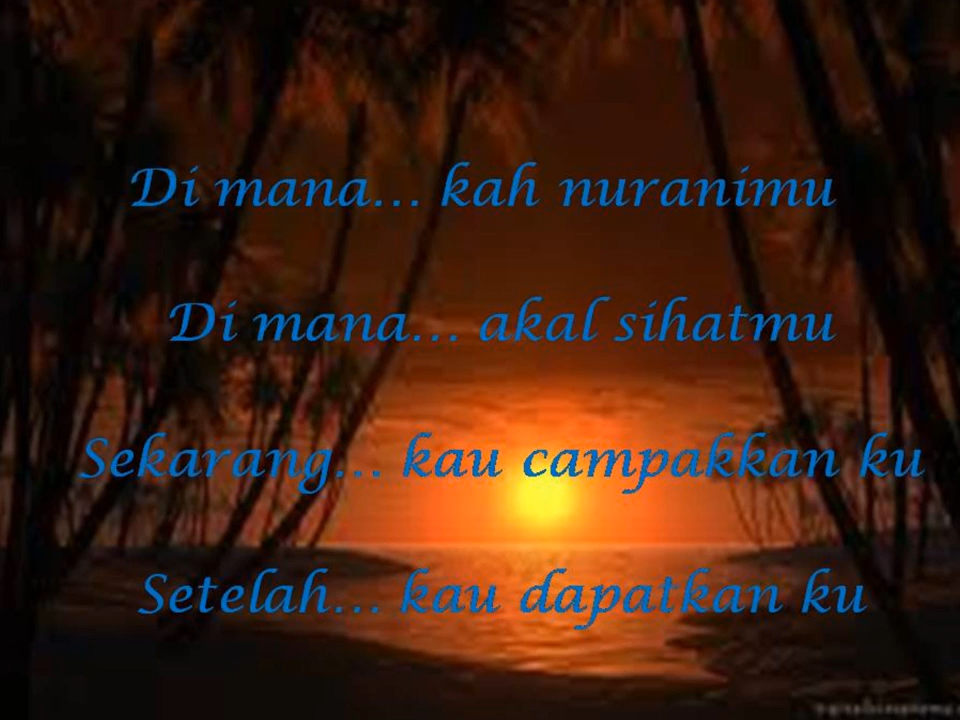 Di mana... kah nuranimu
Di mana... akal sihatmu
Sekarang... kau campakkan ku
Setelah... kau dapatkan ku